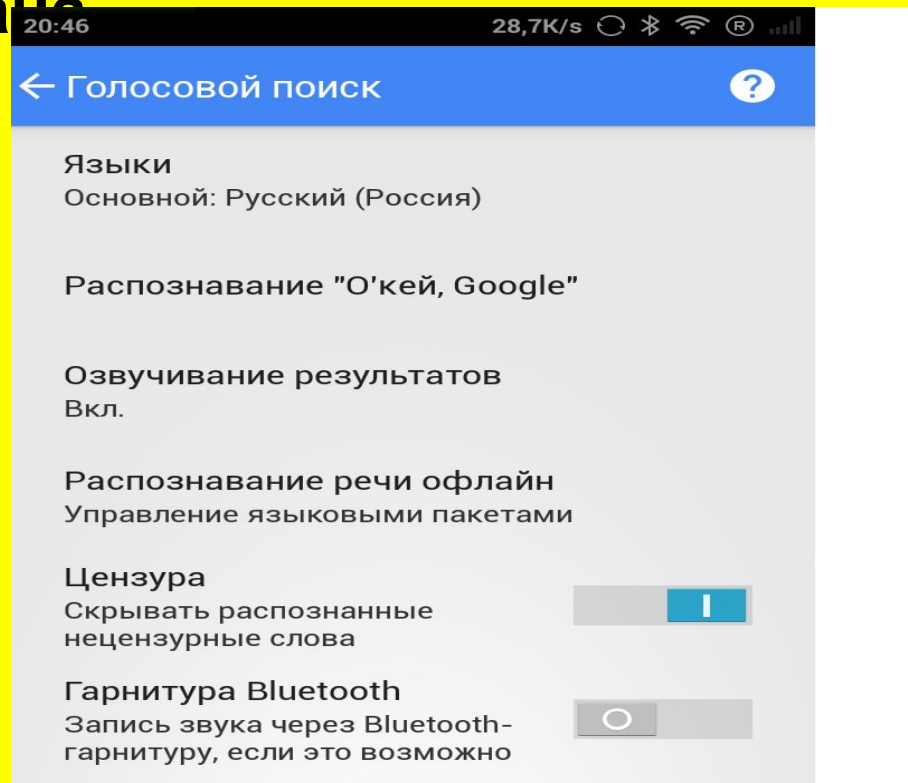 20:46 28,7K/s ®
Голосовой поиск ?
Языки
Основной: Русский (Россия)
Распознавание "О'кей, Google"
Озвучивание результатов
Вкл.
Распознавание речи офлайн
Управление языковыми пакетами
Цензура
Скрывать распознанные
нецензурные слова
Гарнитура Bluetooth
Запись звука через Bluetooth-
гарнитуру, если это возможно